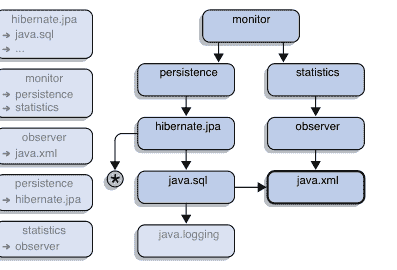 hibernate.jpa
→ java.sql
→ ...
monitor
→ persistence
→ statistics
observer
→ java.xml
persistence
→ hibernate.jpa
statistics
→ observer
monitor
persistence
statistics
hibernate.jpa
observer
*
java.sql
java.xml
java.logging